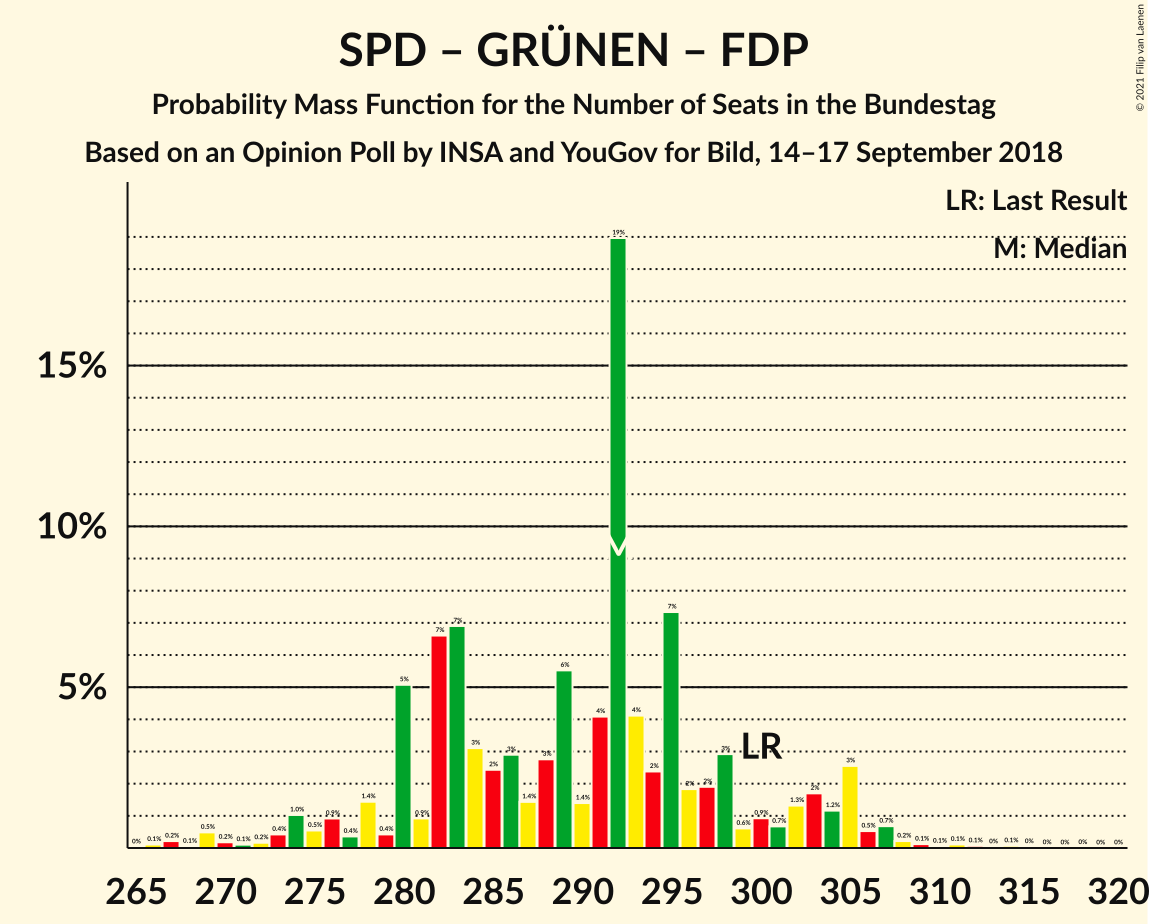 SPD – GRÜNEN – FDP
Probability Mass Function for the Number of Seats in the Bundestag
Based on an Opinion Poll by INSA and YouGov for Bild, 14–17 September 2018
© 2021 Filip van Laenen
LR: Last Result
M: Median
15%
10%
5%
0% 0.1% 0.2% 0.1% 0.5% 0.2% 0.1% 0.2% 0.4% 1.0% 0.5% 0.9% 0.4% 1.4% 0.4% 5% 0.9% 7% 7% 3% 2% 3% 1.4% 3% 6% 1.4% 4% 19% 4% 2% 7% 2% 2% 3% 0.6% 0.9% 0.7% 1.3% 2% 1.2% 3% 0.5% 0.7% 0.2% 0.1% 0.1% 0.1% 0.1% 0% 0.1% 0% 0% 0% 0% 0% 0%
M
LR
265 270 275 280 285 290 295 300 305 310 315 320